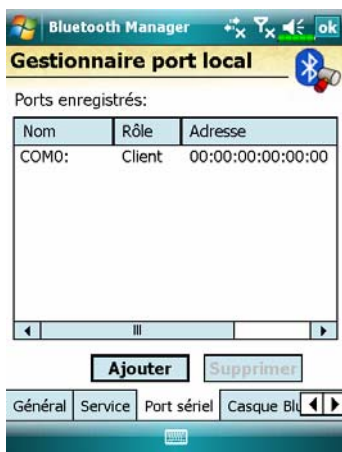 Bluetooth Manager ok
Gestionnaire port local
Ports enregistrés:
Nom Rôle Adresse
COM0: Client 00:00:00:00:00:00
Ajouter Supprimer
Général Service Port sériel Casque Blu